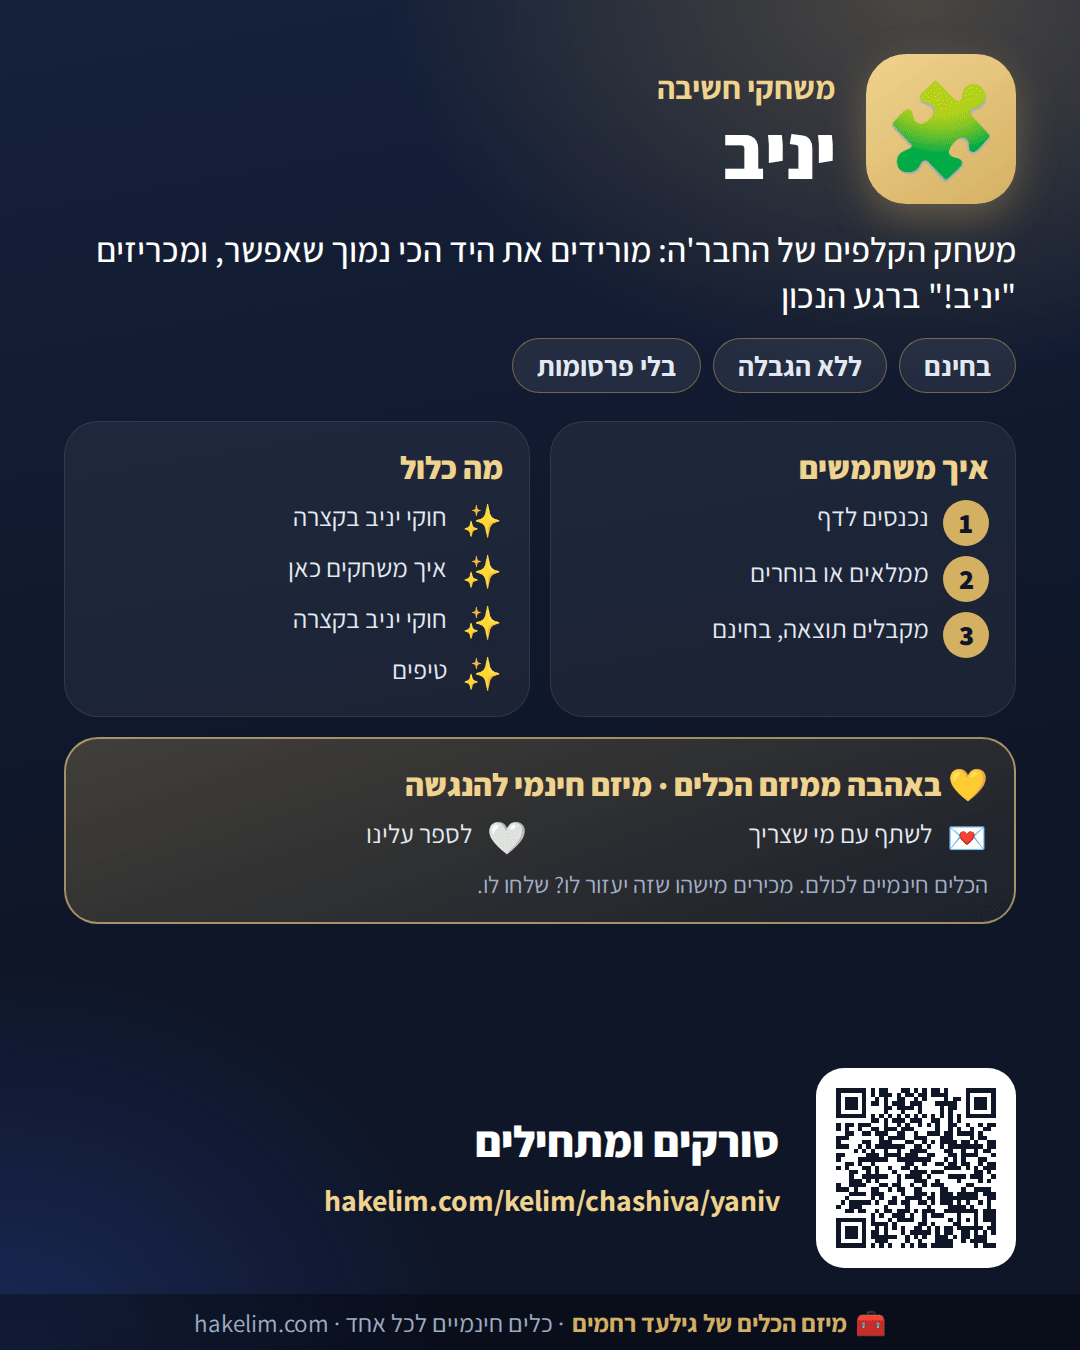 משחקי חשיבה
יניב
משחק הקלפים של החבר'ה: מורידים את היד הכי נמוך שאפשר, ומכריזים
"יניב!" ברגע הנכון
בחינם
ללא הגבלה
בלי פרסומות
איך משתמשים
1 נכנסים לדף
2 ממלאים או בוחרים
3 מקבלים תוצאה, בחינם
מה כלול
חוקי יניב בקצרה
איך משחקים כאן
חוקי יניב בקצרה
טיפים
באהבה ממיזם הכלים · מיזם חינמי להנגשה
לשתף עם מי שצריך
לספר עלינו
הכלים חינמיים לכולם. מכירים מישהו שזה יעזור לו? שלחו לו.
סורקים ומתחילים
hakelim.com/kelim/chashiva/yaniv
מיזם הכלים של גילעד רחמים · כלים חינמיים לכל אחד · hakelim.com